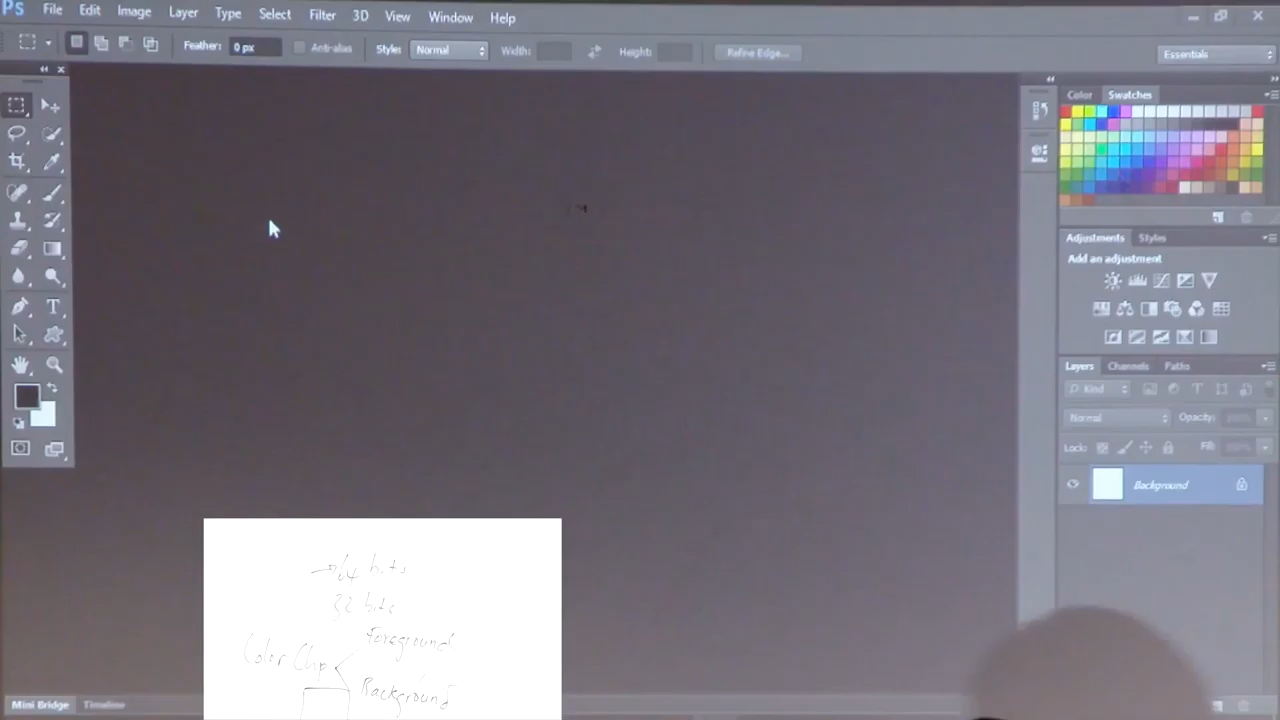 Ps File Edit Image Layer Type Select Filter 3D View Window Help
Feather: 0 px Anti-alias Style: Normal Width: Height: Refine Edge... Essentials
Color Swatches
Adjustments Styles
Add an adjustment
T
Layers Channels Paths
Kind T
Normal Opacity:
Lock: Fill:
Background
64 bits
32 bits
Foreground
Color Chip
Background
Mini Bridge Timeline